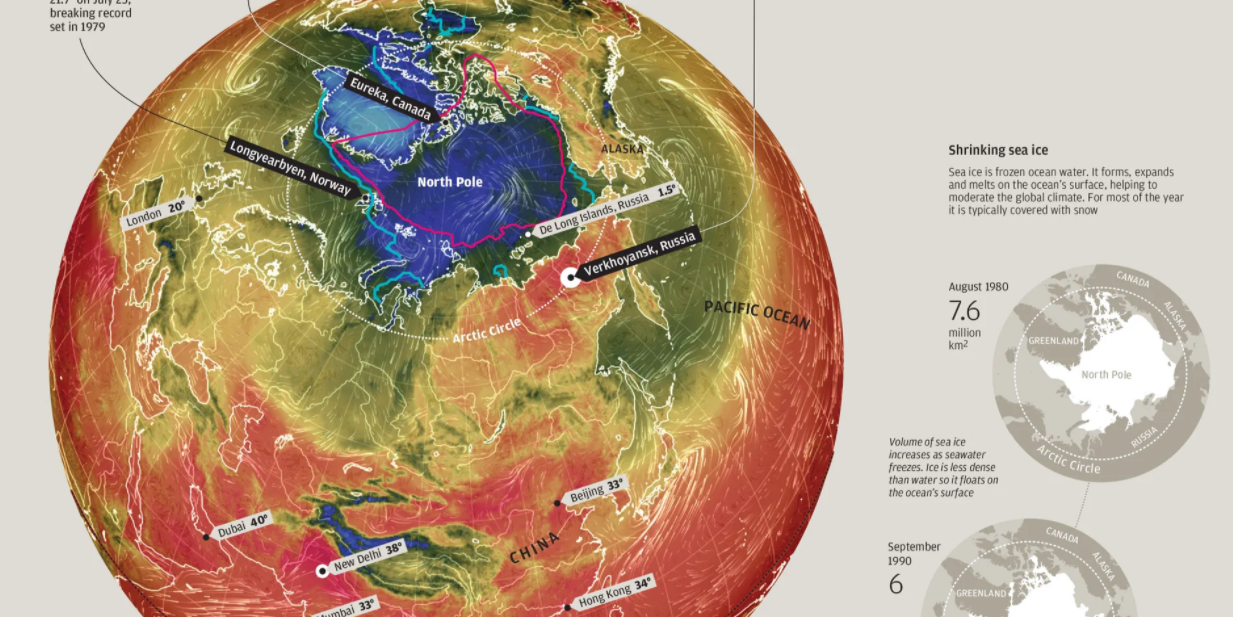 21.7° on July 25,
breaking record
set in 1979
Eureka, Canada
Longyearbyen, Norway
North Pole
ALASKA
London 20°
De Long Islands, Russia 1.5°
Verkhoyansk, Russia
PACIFIC OCEAN
Arctic Circle
Beijing 33°
Dubai 40°
New Delhi 38°
CHINA
Hong Kong 34°
Mumbai 33°
Shrinking sea ice
Sea ice is frozen ocean water. It forms, expands
and melts on the ocean's surface, helping to
moderate the global climate. For most of the year
it is typically covered with snow
August 1980
7.6
million
km²
CANADA
ALASKA
GREENLAND
North Pole
RUSSIA
Arctic Circle
Volume of sea ice
increases as seawater
freezes. Ice is less dense
than water so it floats on
the ocean's surface
September
1990
6
CANADA
ALASKA
GREENLAND